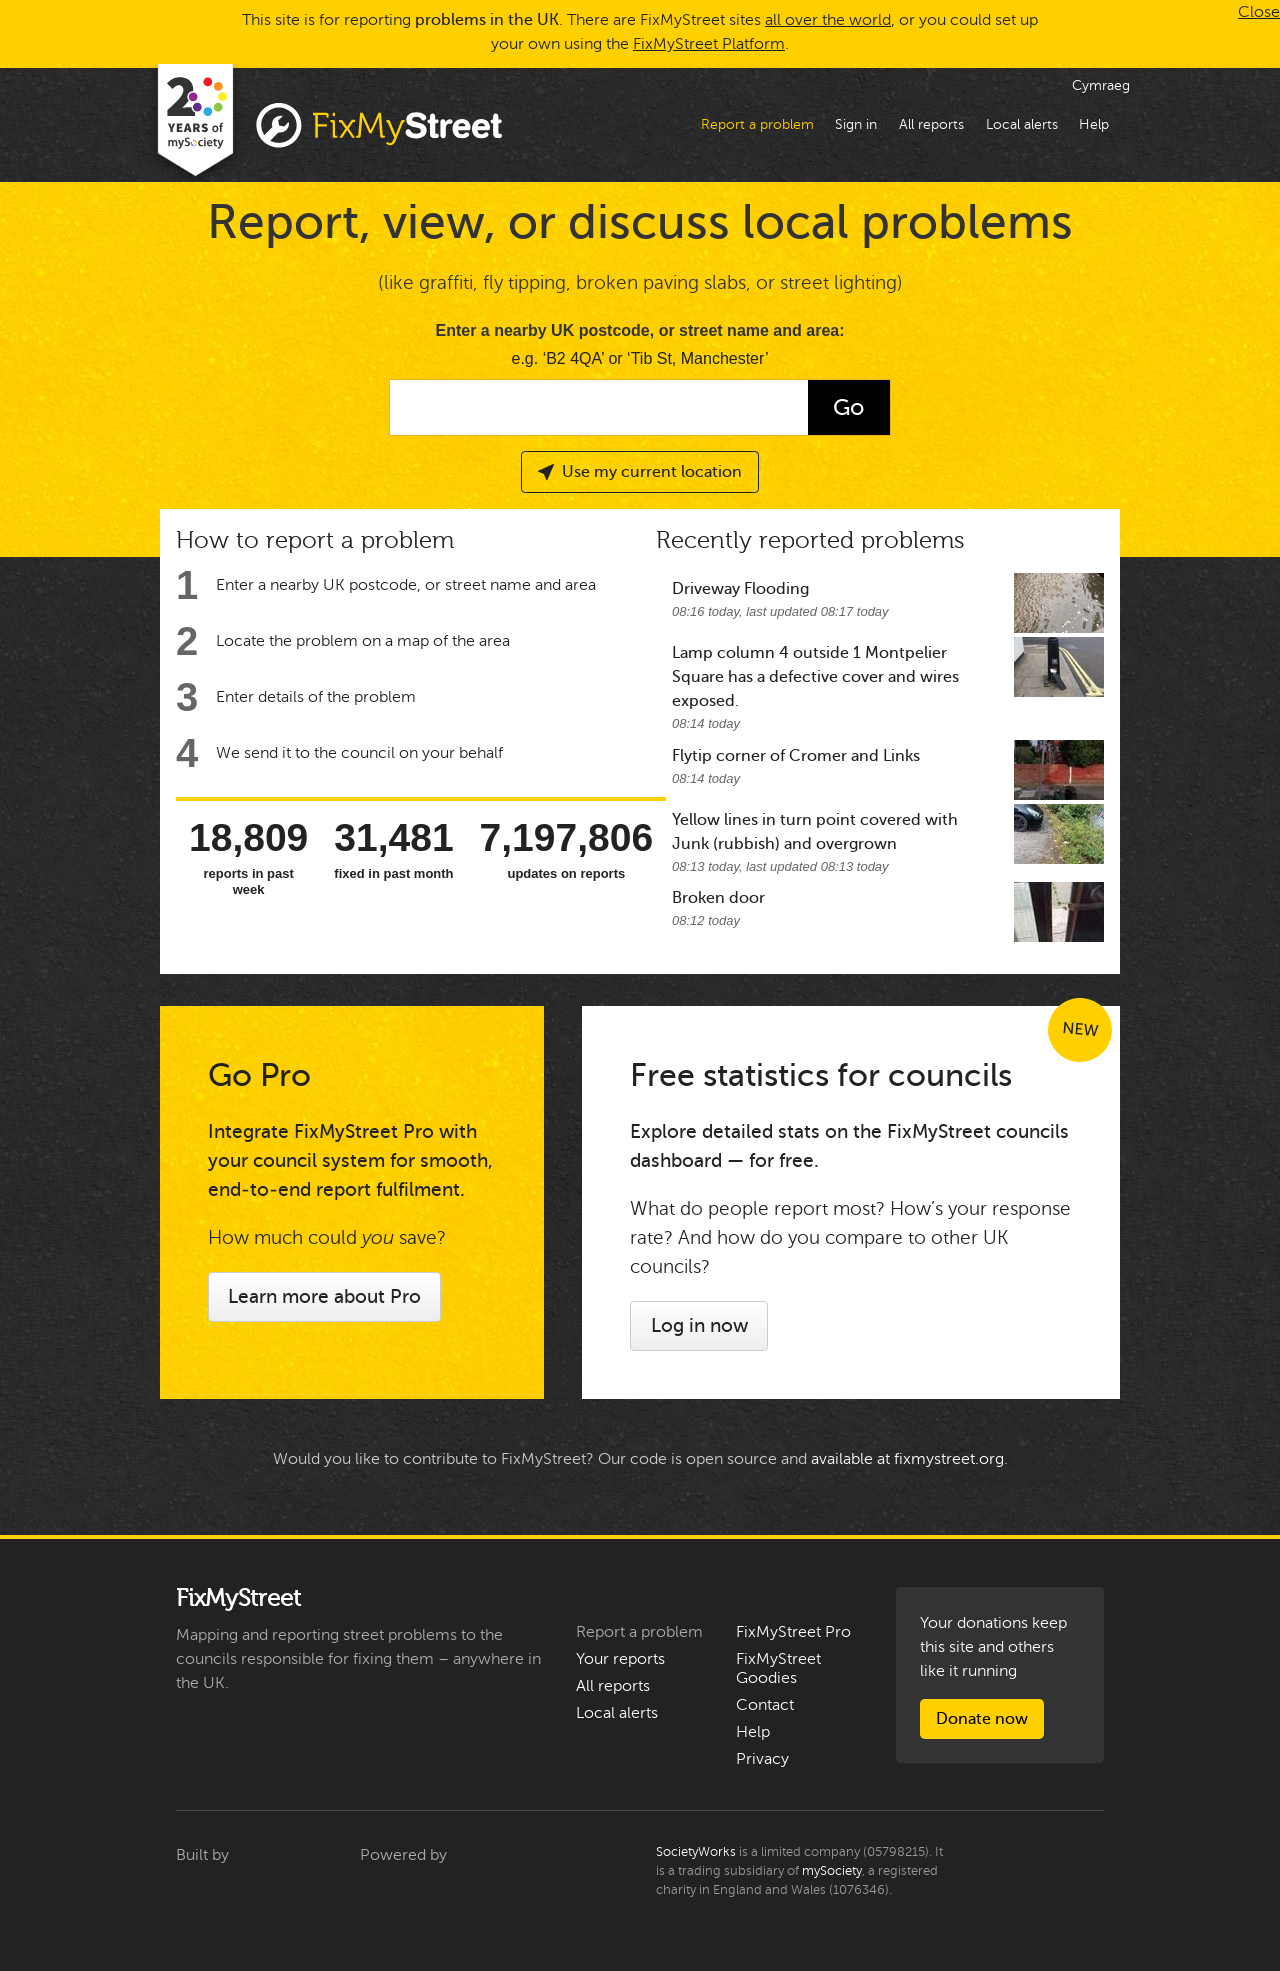 This site is for reporting problems in the UK. There are FixMyStreet sites all over the world, or you could set up
your own using the FixMyStreet Platform.
Close
Cymraeg
20
YEARS of
mySociety
FixMyStreet
Report a problem
Sign in
All reports
Local alerts
Help
Report, view, or discuss local problems
(like graffiti, fly tipping, broken paving slabs, or street lighting)
Enter a nearby UK postcode, or street name and area:
e.g. ‘B2 4QA’ or ‘Tib St, Manchester’
Go
Use my current location
How to report a problem
1 Enter a nearby UK postcode, or street name and area
2 Locate the problem on a map of the area
3 Enter details of the problem
4 We send it to the council on your behalf
18,809
reports in past
week
31,481
fixed in past month
7,197,806
updates on reports
Recently reported problems
Driveway Flooding
08:16 today, last updated 08:17 today
Lamp column 4 outside 1 Montpelier
Square has a defective cover and wires
exposed.
08:14 today
Flytip corner of Cromer and Links
08:14 today
Yellow lines in turn point covered with
Junk (rubbish) and overgrown
08:13 today, last updated 08:13 today
Broken door
08:12 today
Go Pro
Integrate FixMyStreet Pro with
your council system for smooth,
end-to-end report fulfilment.
How much could you save?
Learn more about Pro
NEW
Free statistics for councils
Explore detailed stats on the FixMyStreet councils
dashboard — for free.
What do people report most? How’s your response
rate? And how do you compare to other UK
councils?
Log in now
Would you like to contribute to FixMyStreet? Our code is open source and available at fixmystreet.org.
FixMyStreet
Mapping and reporting street problems to the
councils responsible for fixing them – anywhere in
the UK.
Report a problem
Your reports
All reports
Local alerts
FixMyStreet Pro
FixMyStreet
Goodies
Contact
Help
Privacy
Your donations keep
this site and others
like it running
Donate now
Built by
Powered by
SocietyWorks is a limited company (05798215). It
is a trading subsidiary of mySociety, a registered
charity in England and Wales (1076346).